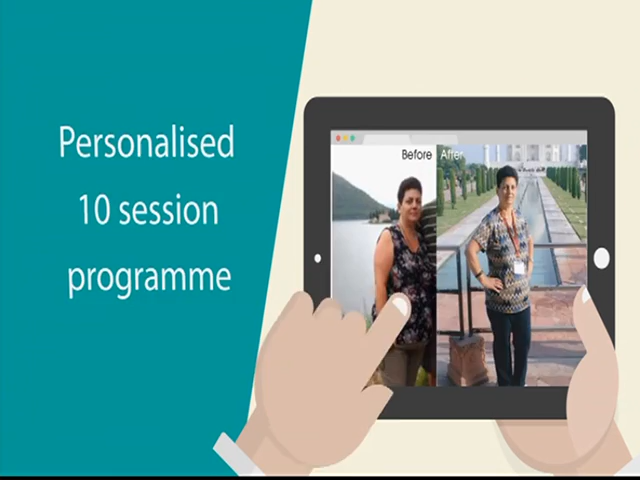 Personalised
10 session
programme
Before
After